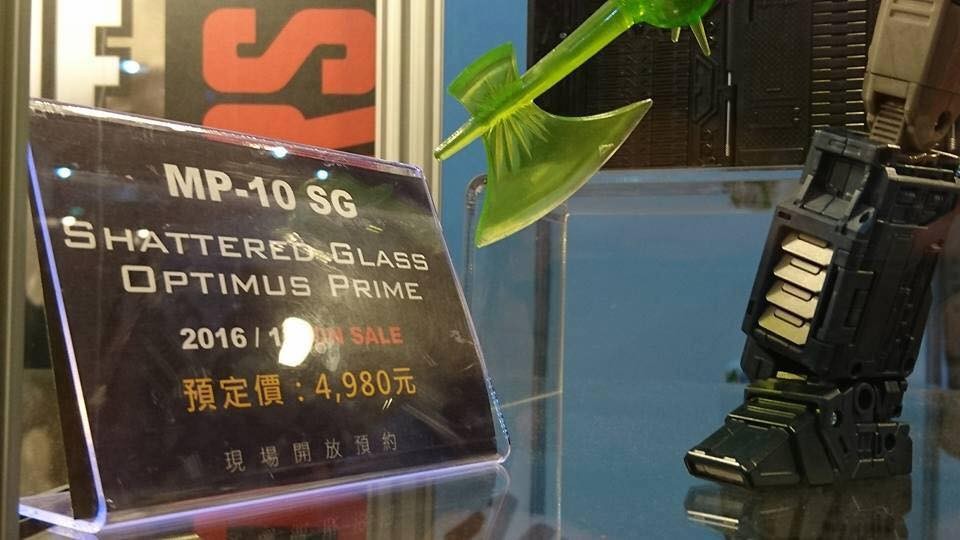 MP-10 SG
SHATTERED GLASS
OPTIMUS PRIME
2016 / SALE
預定價：4,980元
現場開放預約
RS